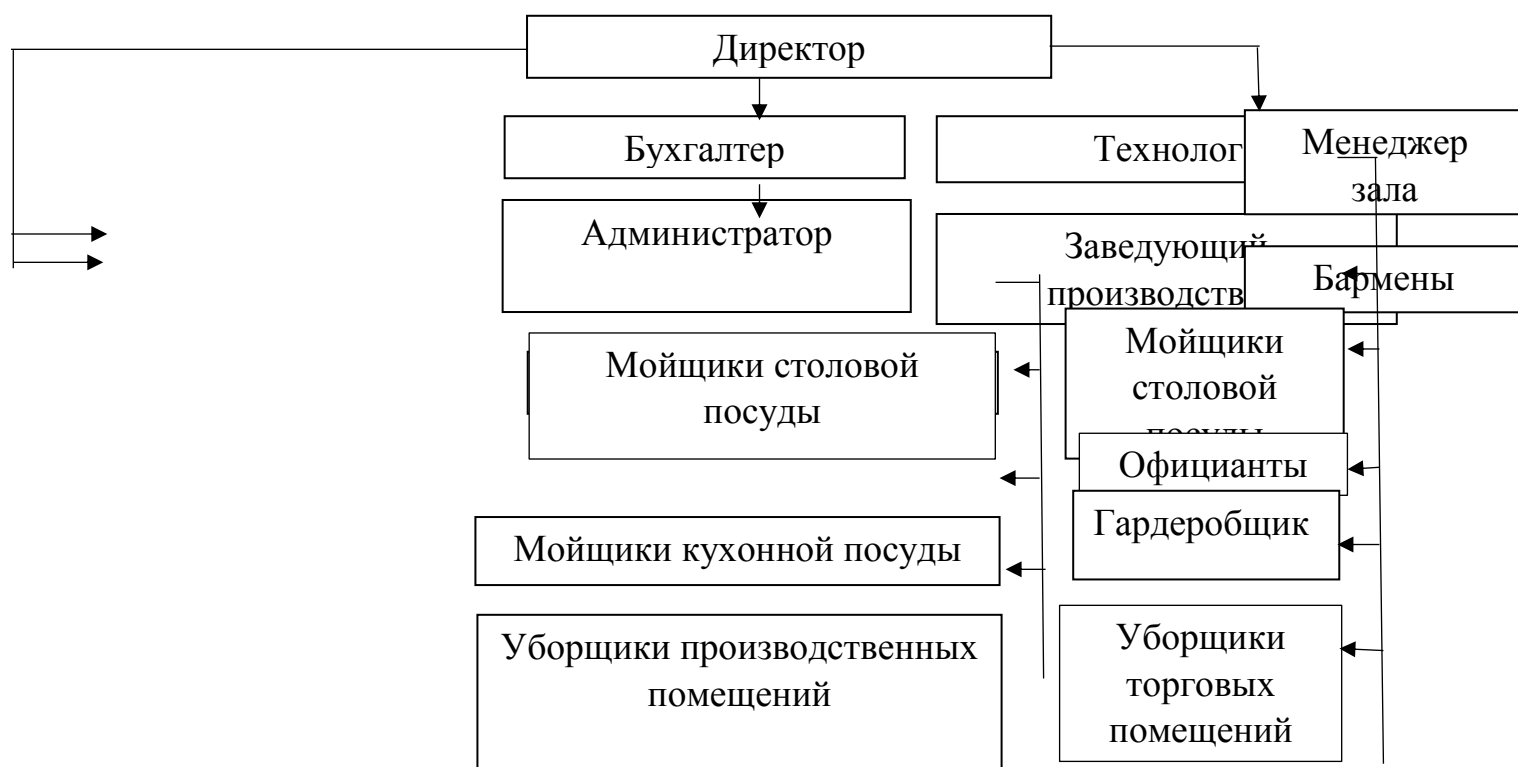 Директор
Бухгалтер
Технолог
Менеджер
зала
Администратор
Заведующий
производств
Бармены
Мойщики столовой
посуды
Мойщики
столовой
посуды
Официанты
Гардеробщик
Мойщики кухонной посуды
Уборщики производственных
помещений
Уборщики
торговых
помещений